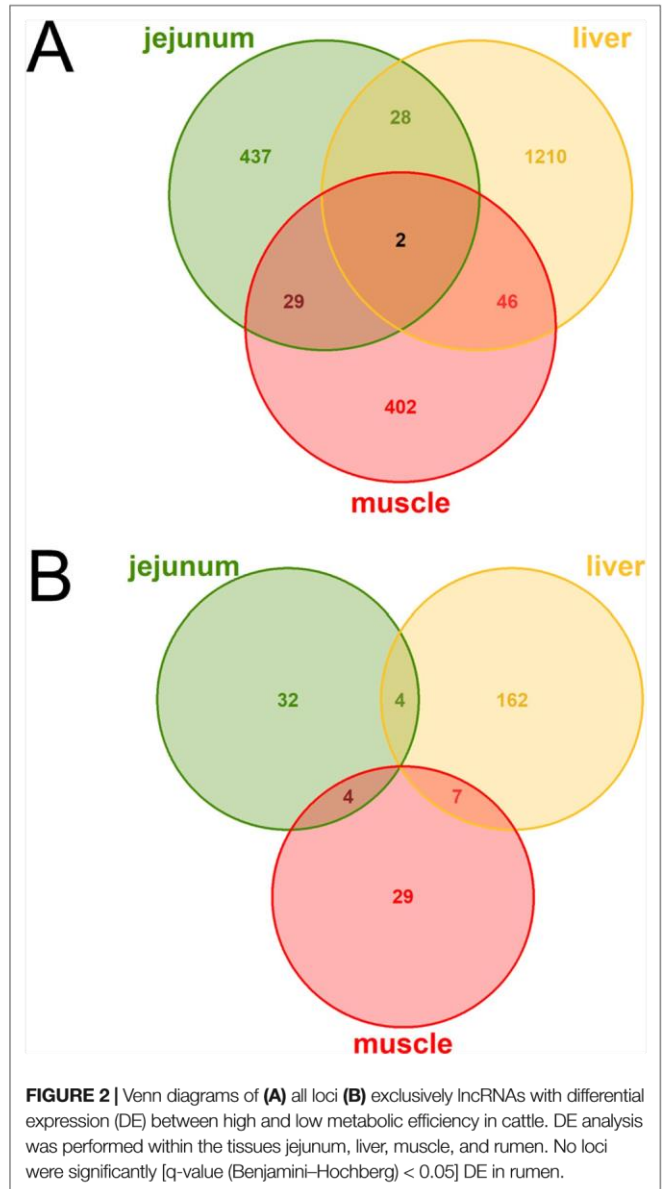 A
jejunum
liver
28
437
1210
2
29
46
402
muscle
B
jejunum
liver
32
4
162
4
7
29
muscle
FIGURE 2 | Venn diagrams of (A) all loci (B) exclusively lncRNAs with differential
expression (DE) between high and low metabolic efficiency in cattle. DE analysis
was performed within the tissues jejunum, liver, muscle, and rumen. No loci
were significantly [q-value (Benjamini–Hochberg) < 0.05] DE in rumen.